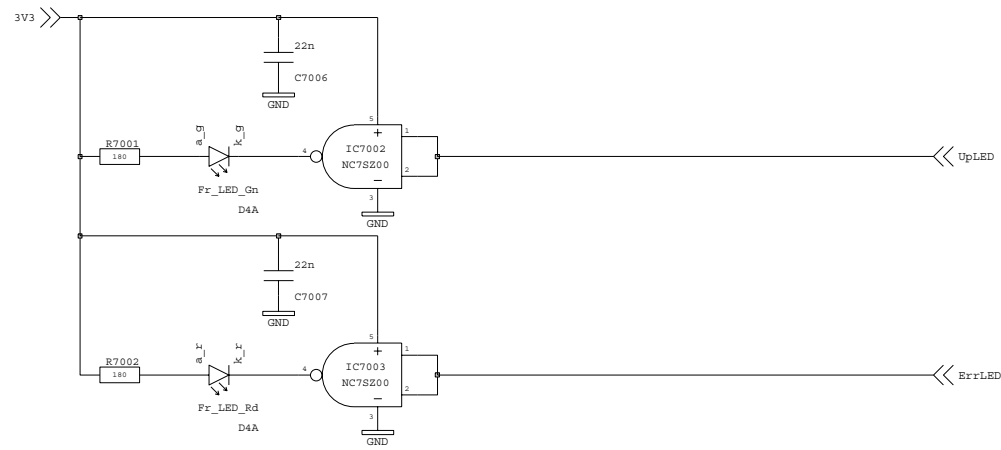 3V3
22n
C7006
GND
R7001
180
a_g
k_g
Fr_LED_Gn
D4A
4
5
+
IC7002
NC7SZ00
−
3
GND
1
2
UpLED
22n
C7007
GND
R7002
180
a_r
k_r
Fr_LED_Rd
D4A
4
5
+
IC7003
NC7SZ00
−
3
GND
1
2
ErrLED